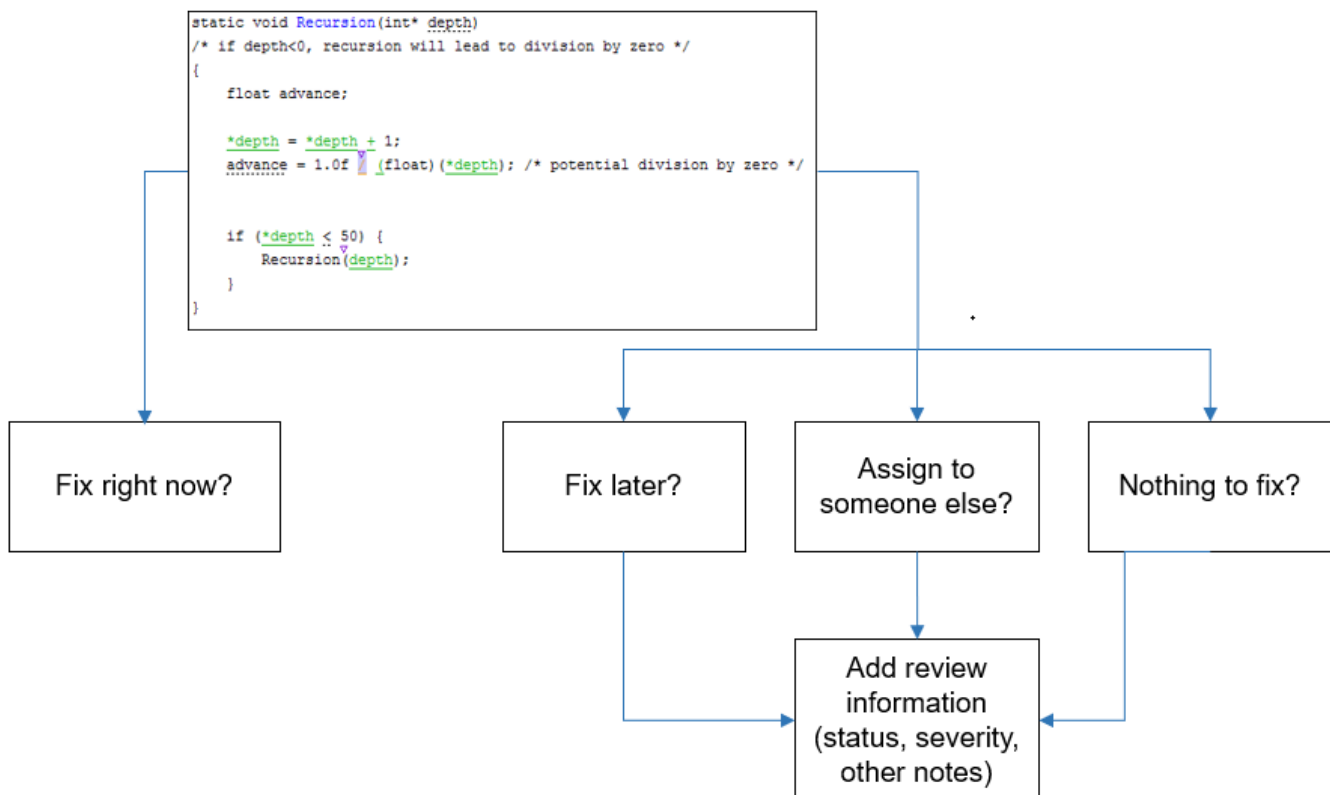 static void Recursion(int* depth)
/* if depth<0, recursion will lead to division by zero */
{
    float advance;
    *depth = *depth + 1;
    advance = 1.0f / (float)(*depth); /* potential division by zero */
    if (*depth < 50) {
        Recursion(depth);
    }
}
Fix right now?
Fix later?
Assign to
someone else?
Nothing to fix?
Add review
information
(status, severity,
other notes)